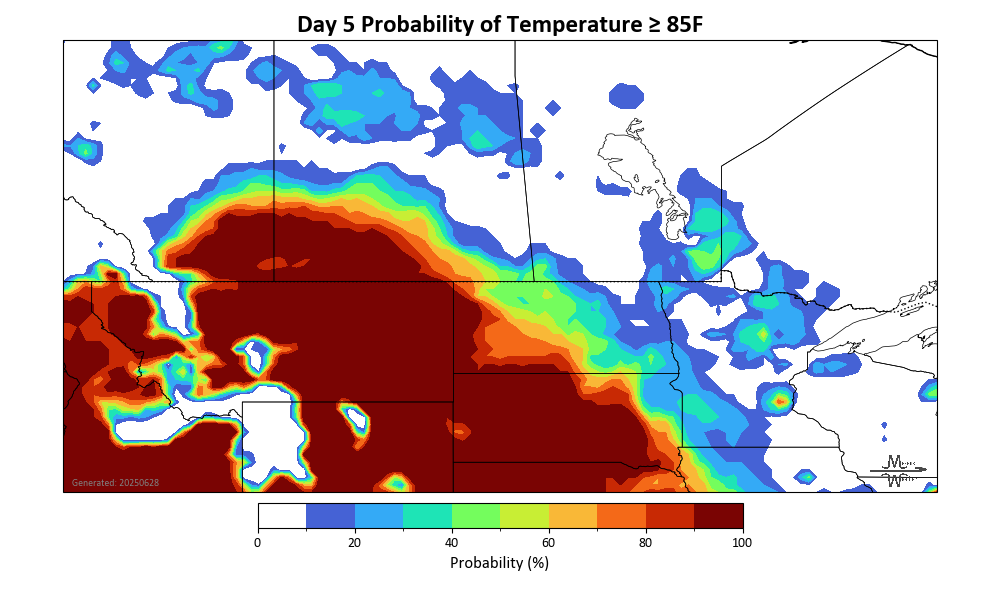 Day 5 Probability of Temperature ≥ 85F
Generated: 20250628
0 20 40 60 80 100
Probability (%)